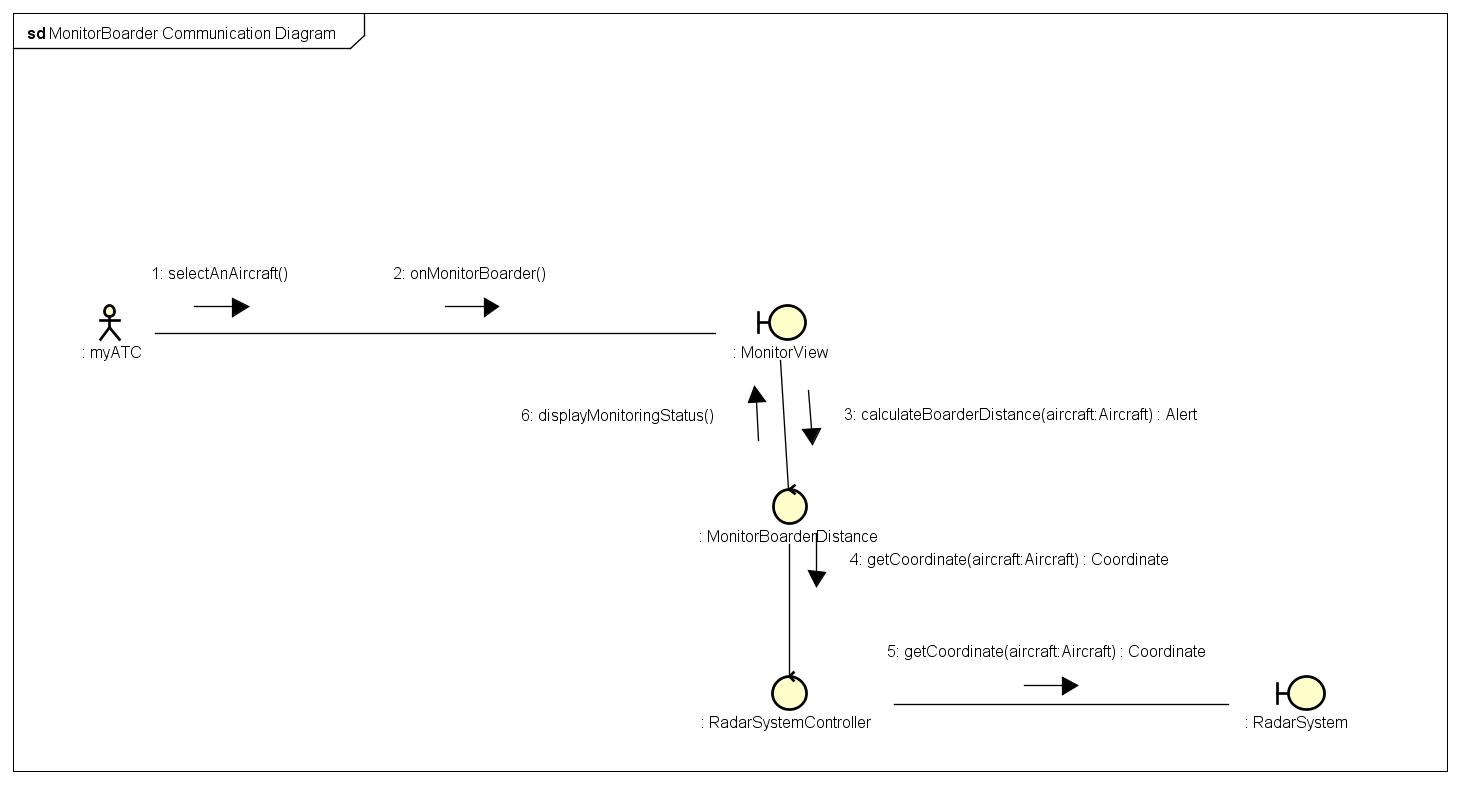 sd MonitorBoarder Communication Diagram
1: selectAnAircraft()
2: onMonitorBoarder()
: myATC
: MonitorView
6: displayMonitoringStatus()
3: calculateBoarderDistance(aircraft:Aircraft) : Alert
: MonitorBoarderDistance
4: getCoordinate(aircraft:Aircraft) : Coordinate
5: getCoordinate(aircraft:Aircraft) : Coordinate
: RadarSystemController
: RadarSystem